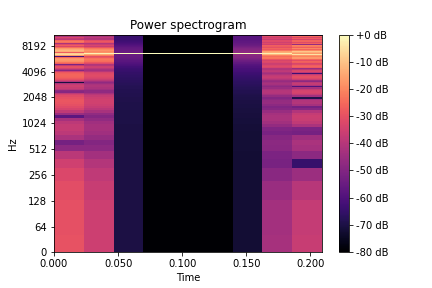 Power spectrogram
8192
4096
2048
1024
512
256
128
64
0
Hz
0.000 0.050 0.100 0.150 0.200
Time
+0 dB
-10 dB
-20 dB
-30 dB
-40 dB
-50 dB
-60 dB
-70 dB
-80 dB